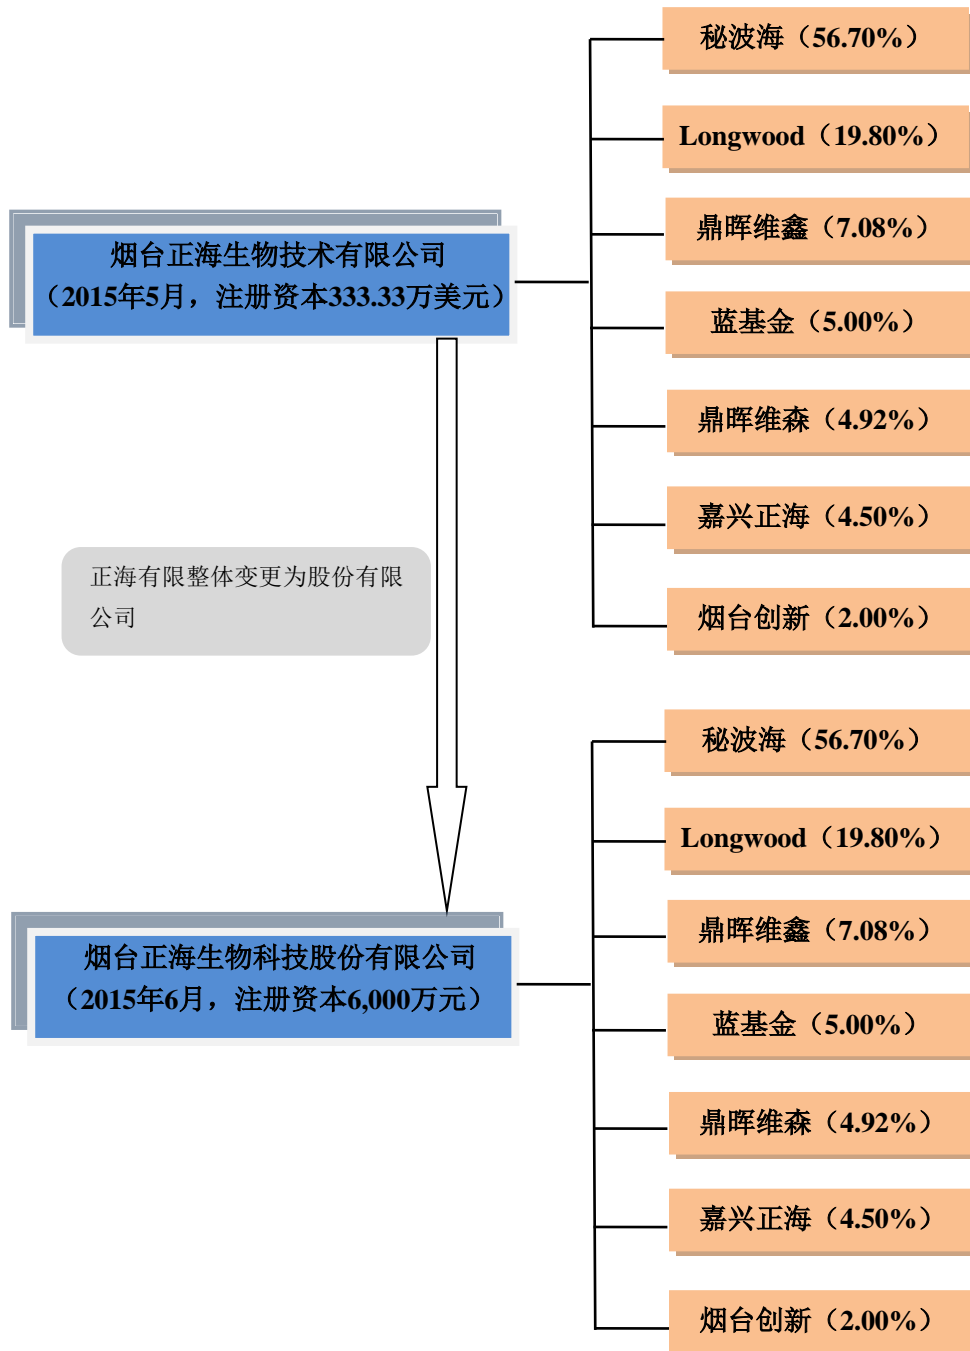 秘波海（56.70%）
Longwood（19.80%）
鼎晖维鑫（7.08%）
烟台正海生物技术有限公司
（2015年5月，注册资本333.33万美元）
蓝基金（5.00%）
鼎晖维森（4.92%）
嘉兴正海（4.50%）
正海有限整体变更为股份有限
公司
烟台创新（2.00%）
秘波海（56.70%）
Longwood（19.80%）
鼎晖维鑫（7.08%）
烟台正海生物科技股份有限公司
（2015年6月，注册资本6,000万元）
蓝基金（5.00%）
鼎晖维森（4.92%）
嘉兴正海（4.50%）
烟台创新（2.00%）